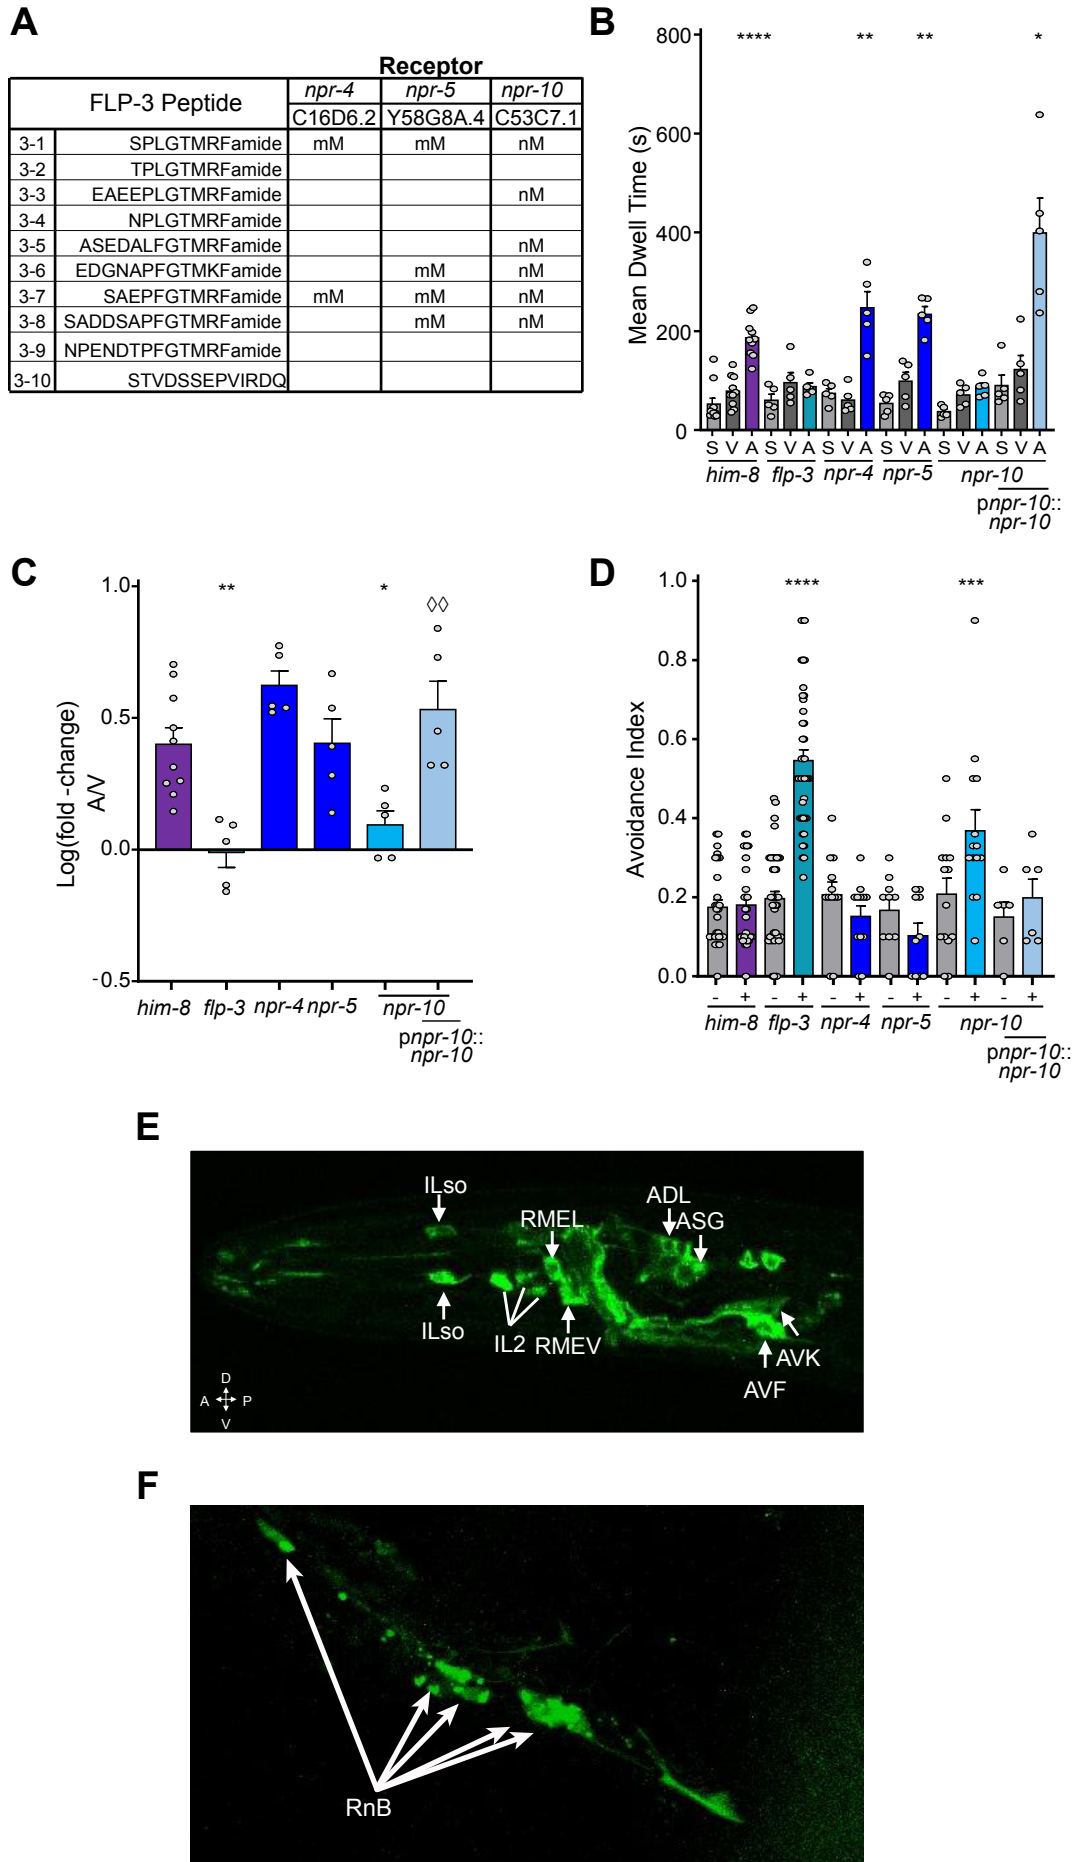 A
Receptor
FLP-3 Peptide npr-4 npr-5 npr-10
C16D6.2 Y58G8A.4 C53C7.1
3-1 SPLGTMRFamide mM mM nM
3-2 TPLGTMRFamide
3-3 EAEEPLGTMRFamide nM
3-4 NPLGTMRFamide
3-5 ASEDALFGTMRFamide nM
3-6 EDGNAPFGTMKFamide mM nM
3-7 SAEPFGTMRFamide mM mM nM
3-8 SADDSAPFGTMRFamide mM nM
3-9 NPENDTPFGTMRFamide
3-10 STVDSSEPVIRDQ
B
Mean Dwell Time (s)
800
600
400
200
0
**** ** ** *
S V A S V A S V A S V A S V A S V A
him-8 flp-3 npr-4 npr-5 npr-10
pnpr-10::
npr-10
C
Log(fold -change)
A/V
1.0
0.5
0.0
-0.5
** * ◊◊
him-8 flp-3 npr-4 npr-5 npr-10
pnpr-10::
npr-10
D
Avoidance Index
1.0
0.8
0.6
0.4
0.2
0.0
**** ***
- + - + - + - + - + - +
him-8 flp-3 npr-4 npr-5 npr-10
pnpr-10::
npr-10
E
ILso
RMEL
ADL
ASG
ILso
IL2
RMEV
AVK
AVF
D
A P
V
F
RnB